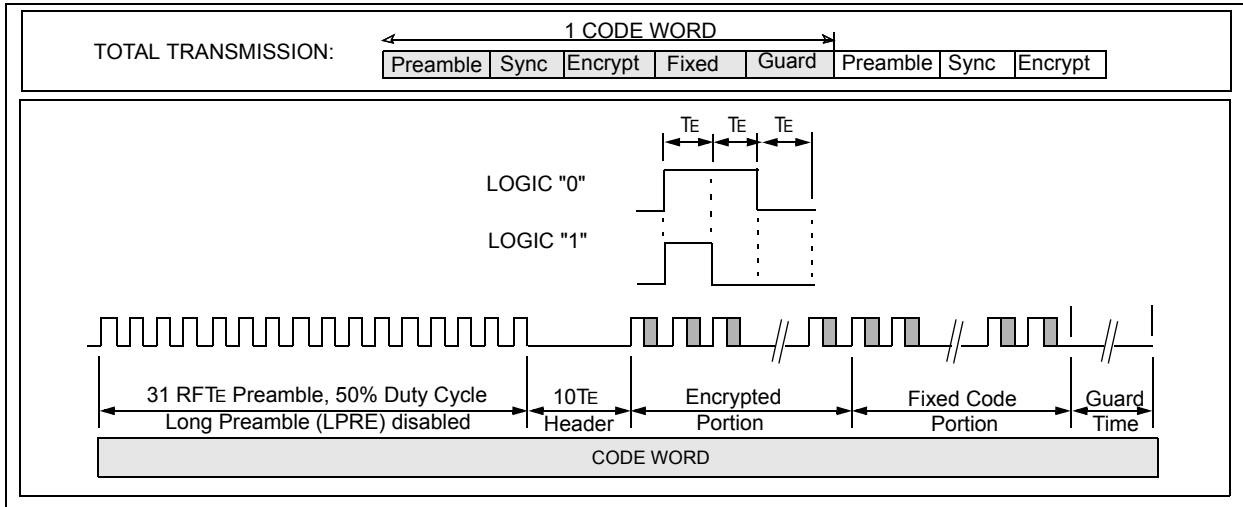 1 CODE WORD
TOTAL TRANSMISSION:
Preamble Sync Encrypt Fixed Guard Preamble Sync Encrypt
TE TE TE
LOGIC "0"
LOGIC "1"
31 RFTE Preamble, 50% Duty Cycle
Long Preamble (LPRE) disabled
10TE
Header
Encrypted
Portion
Fixed Code
Portion
Guard
Time
CODE WORD